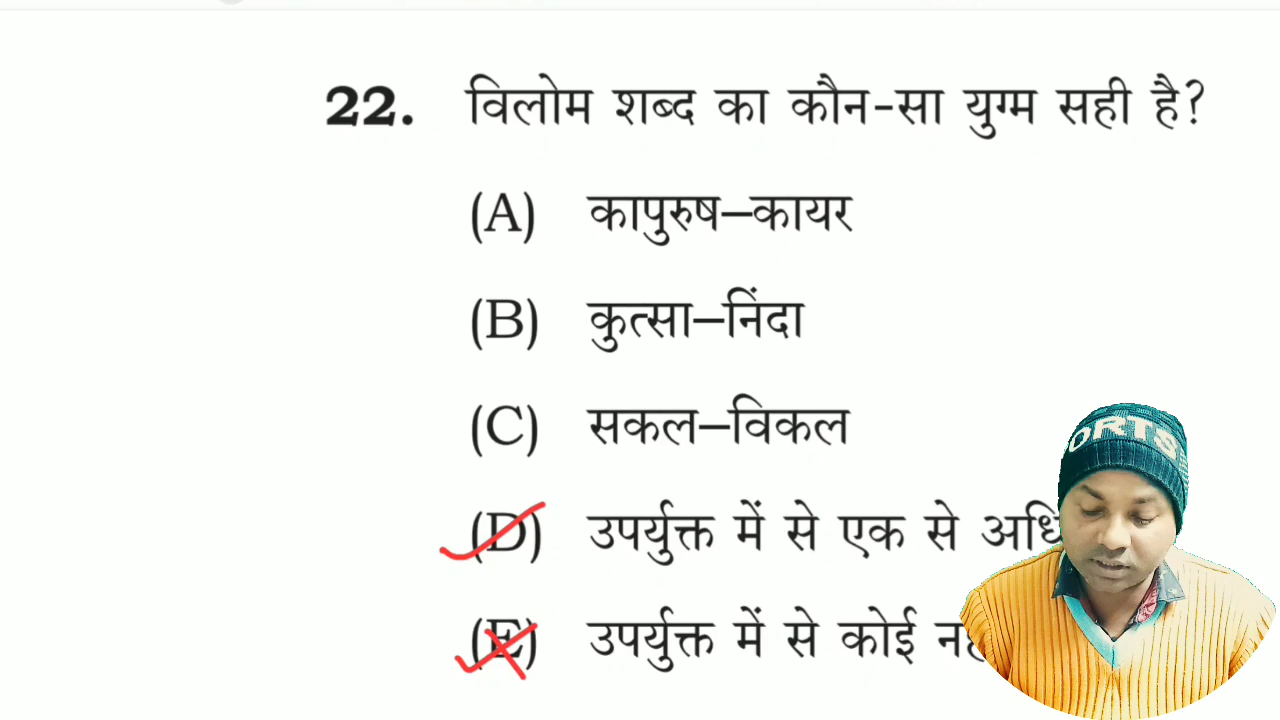 22. विलोम शब्द का कौन-सा युग्म सही है?
(A) कापुरुष—कायर
(B) कुत्सा—निंदा
(C) सकल—विकल
(D) उपर्युक्त में से एक से
(E) उपर्युक्त में से कोई